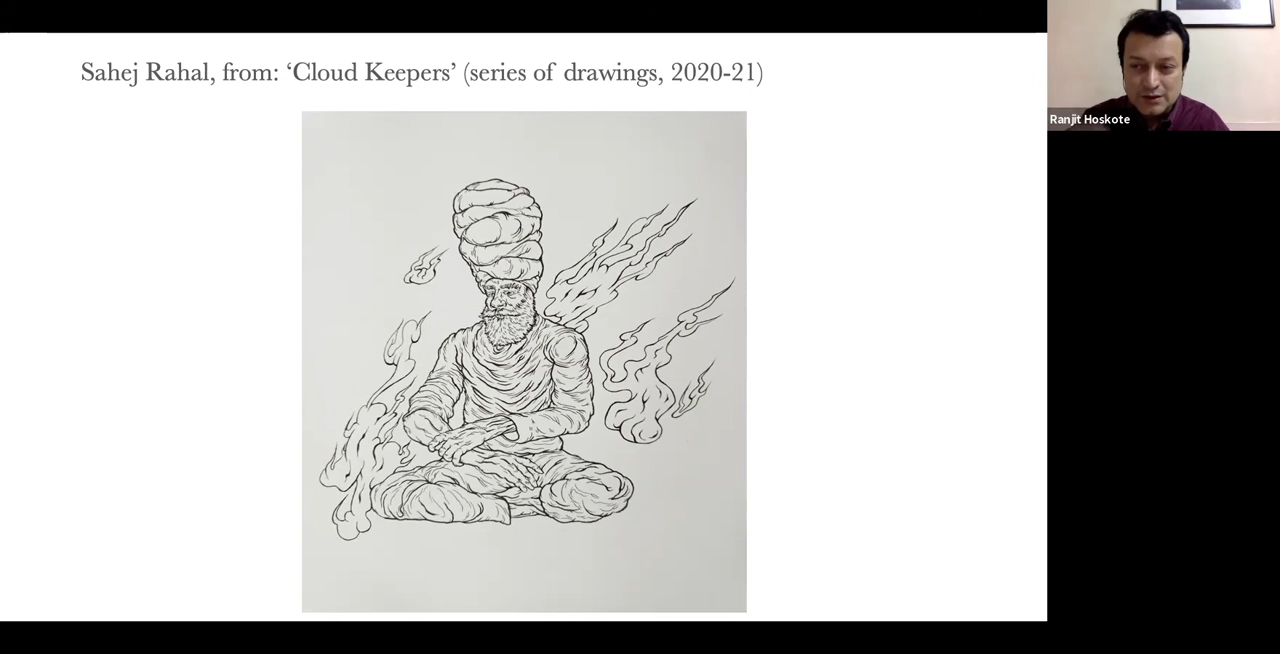 Sahej Rahal, from: ‘Cloud Keepers’ (series of drawings, 2020-21)
Ranjit Hoskote